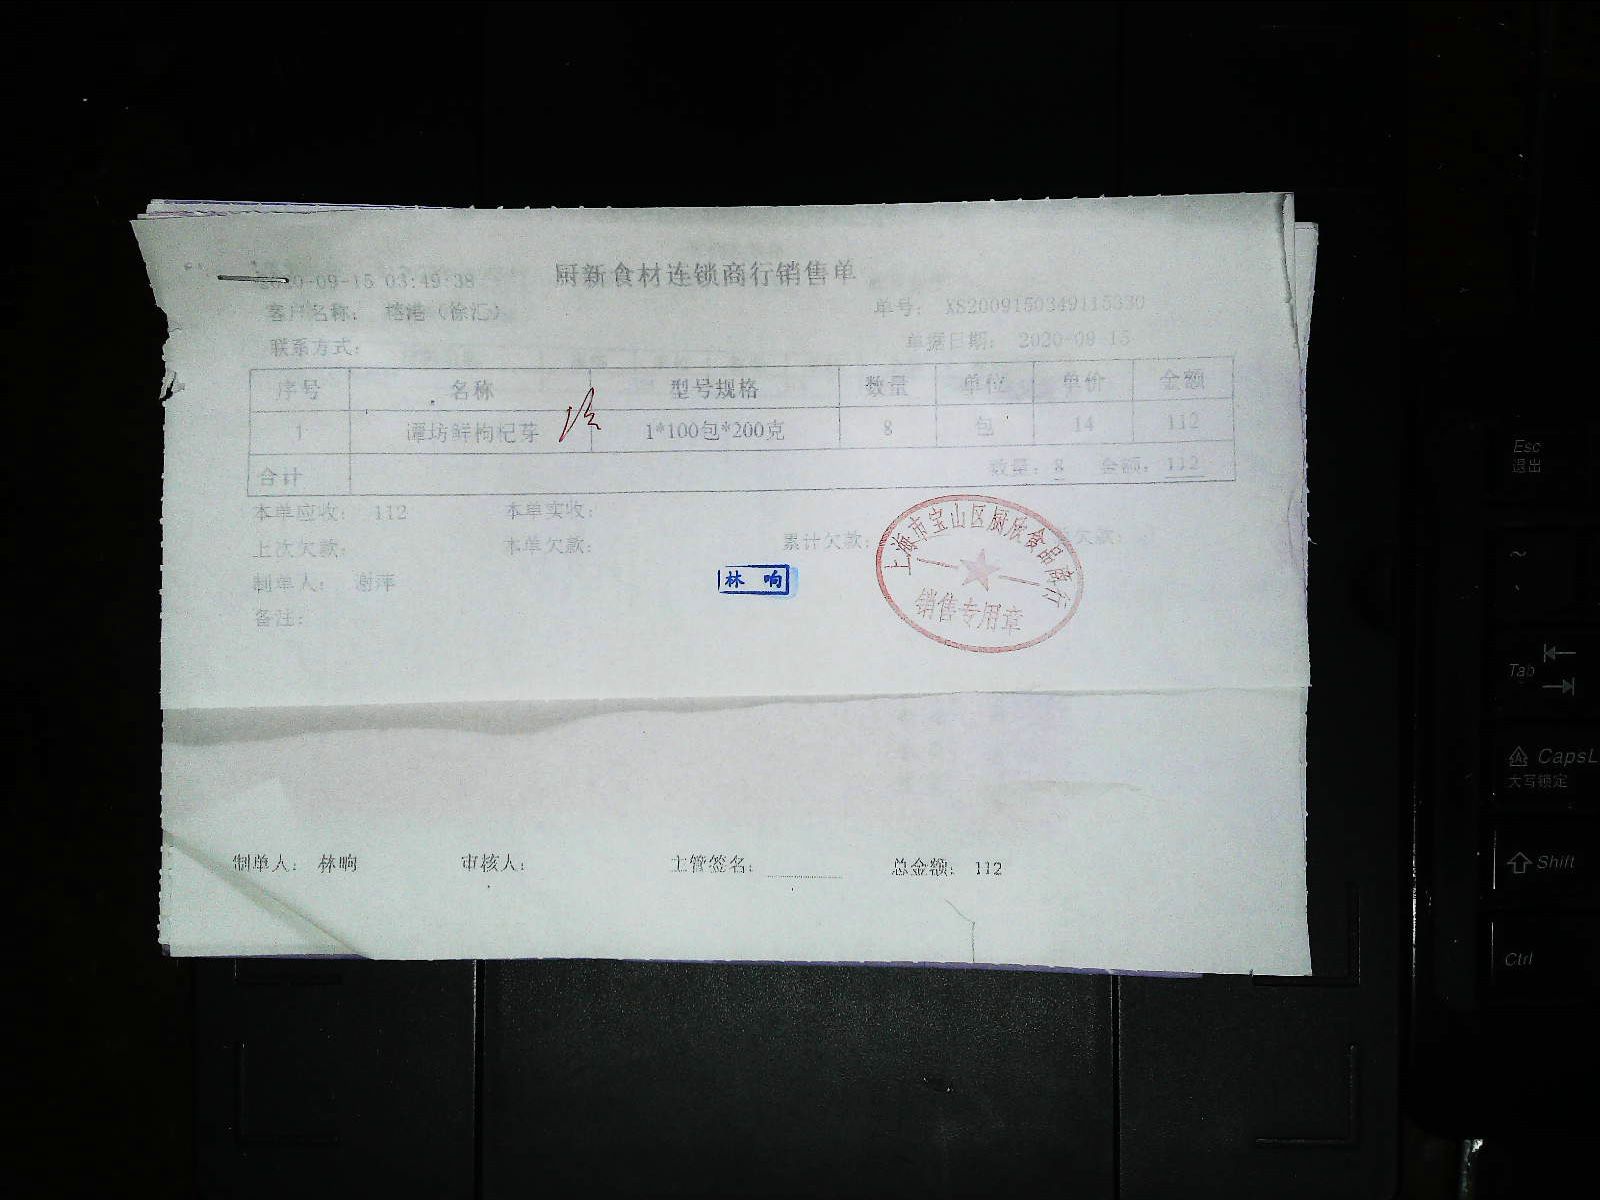 厨新食材连锁商行销售单
2020-09-15 03:49:38
客户名称： 榕港（徐汇）
单号： XS2009150349115330
联系方式：
单据日期： 2020-09-15
序号 名称 型号规格 数量 单位 单价 金额
1 谭坊鲜枸杞芽 1*100包*200克 8 包 14 112
合计 数量：8 金额：112
本单应收： 112 本单实收：
上次欠款： 本单欠款： 累计欠款： 欠款：
制单人： 谢萍
备注：
林 响
上海市宝山区厨欣食品商行
销售专用章
制单人： 林响 审核人： 主管签名： 总金额： 112
Esc
退出
~
Tab
CapsL
大写锁定
Shift
Ctrl